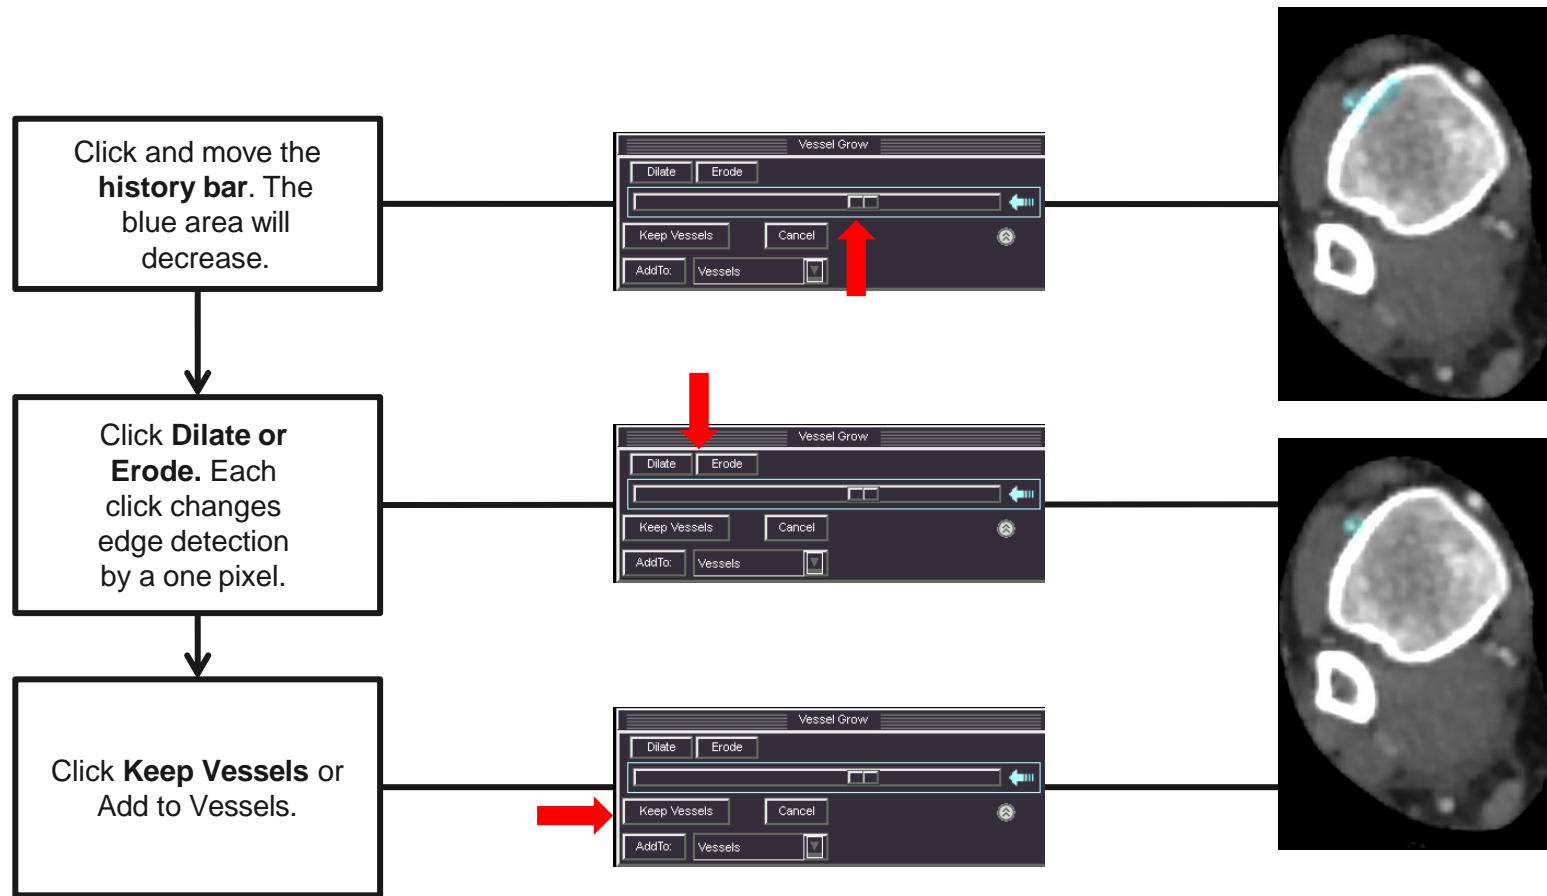 Click and move the
history bar. The
blue area will
decrease.
Vessel Grow
Dilate Erode
Keep Vessels Cancel
AddTo: Vessels
Click Dilate or
Erode. Each
click changes
edge detection
by a one pixel.
Vessel Grow
Dilate Erode
Keep Vessels Cancel
AddTo: Vessels
Click Keep Vessels or
Add to Vessels.
Vessel Grow
Dilate Erode
Keep Vessels Cancel
AddTo: Vessels